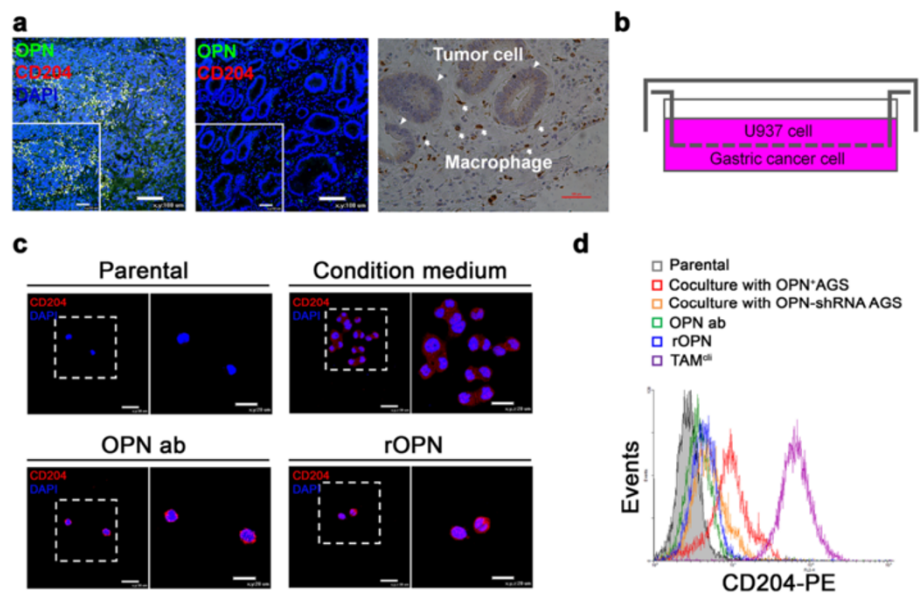 a
OPN
CD204
DAPI
OPN
CD204
DAPI
Tumor cell
Macrophage
b
U937 cell
Gastric cancer cell
c
Parental
CD204
DAPI
Condition medium
CD204
DAPI
OPN ab
CD204
DAPI
rOPN
CD204
DAPI
d
Parental
Coculture with OPN⁺AGS
Coculture with OPN-shRNA AGS
OPN ab
rOPN
TAMᶜˡⁱ
Events
CD204-PE